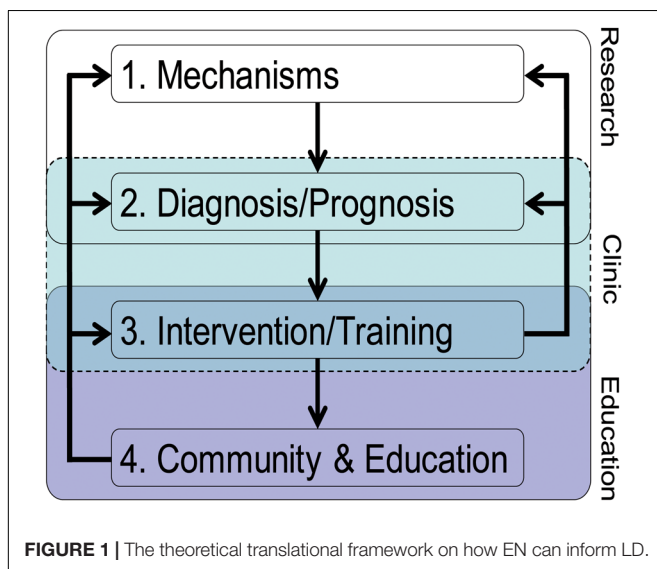 1. Mechanisms
2. Diagnosis/Prognosis
3. Intervention/Training
4. Community & Education
Research
Clinic
Education
FIGURE 1 | The theoretical translational framework on how EN can inform LD.